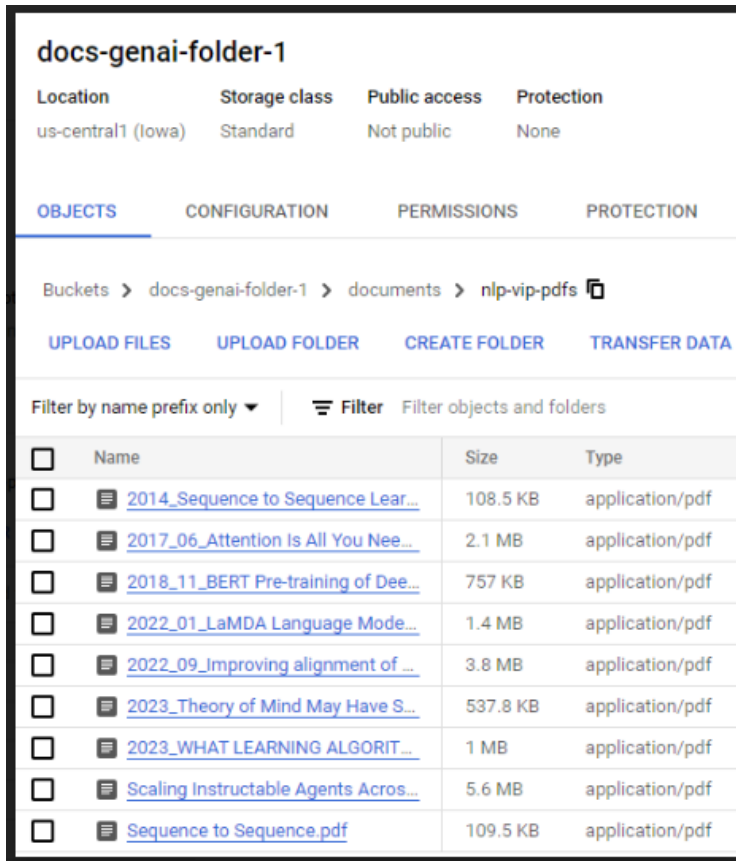 docs-genai-folder-1
Location Storage class Public access Protection
us-central1 (Iowa) Standard Not public None
OBJECTS CONFIGURATION PERMISSIONS PROTECTION
Buckets > docs-genai-folder-1 > documents > nlp-vip-pdfs
UPLOAD FILES UPLOAD FOLDER CREATE FOLDER TRANSFER DATA
Filter by name prefix only Filter Filter objects and folders
Name Size Type
2014_Sequence to Sequence Lear... 108.5 KB application/pdf
2017_06_Attention Is All You Nee... 2.1 MB application/pdf
2018_11_BERT Pre-training of Dee... 757 KB application/pdf
2022_01_LaMDA Language Mode... 1.4 MB application/pdf
2022_09_Improving alignment of ... 3.8 MB application/pdf
2023_Theory of Mind May Have S... 537.8 KB application/pdf
2023_WHAT LEARNING ALGORIT... 1 MB application/pdf
Scaling Instructable Agents Acros... 5.6 MB application/pdf
Sequence to Sequence.pdf 109.5 KB application/pdf